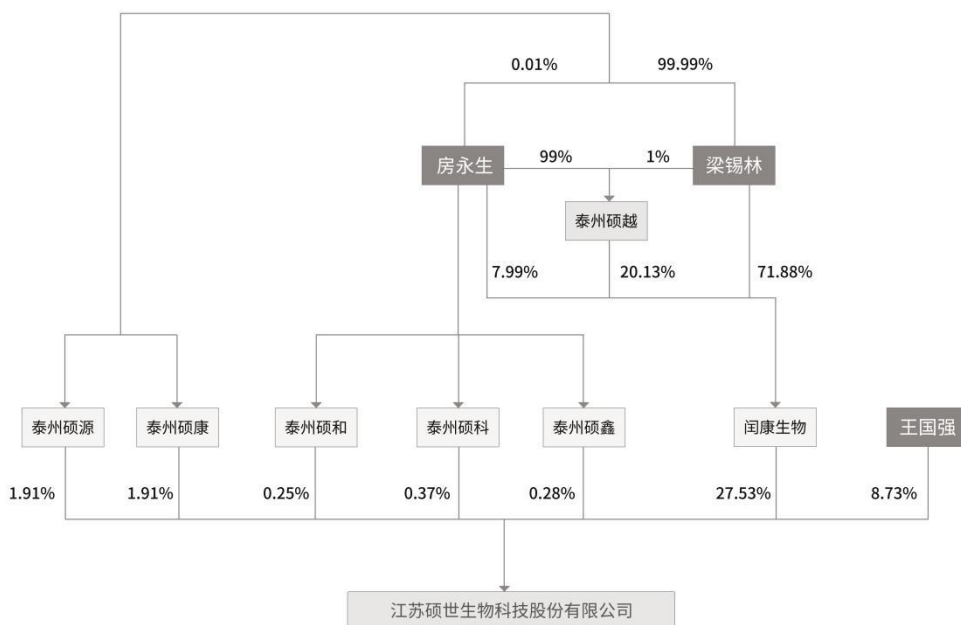 0.01%
99.99%
房永生
99%
1%
梁锡林
泰州硕越
7.99%
20.13%
71.88%
泰州硕源
泰州硕康
泰州硕和
泰州硕科
泰州硕鑫
闰康生物
王国强
1.91%
1.91%
0.25%
0.37%
0.28%
27.53%
8.73%
江苏硕世生物科技股份有限公司